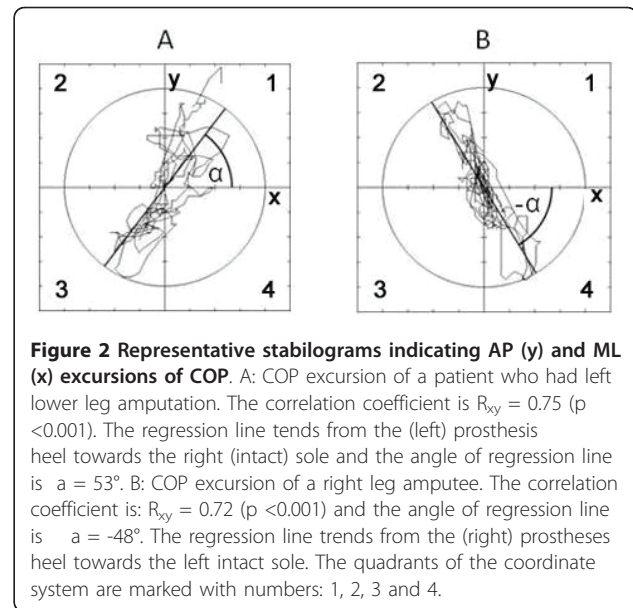 A B
2 y 1 2 y 1
α
x x
-α
3 4 3 4
Figure 2 Representative stabilograms indicating AP (y) and ML
(x) excursions of COP. A: COP excursion of a patient who had left
lower leg amputation. The correlation coefficient is Rxy = 0.75 (p
<0.001). The regression line tends from the (left) prosthesis
heel towards the right (intact) sole and the angle of regression line
is a = 53°. B: COP excursion of a right leg amputee. The correlation
coefficient is: Rxy = 0.72 (p <0.001) and the angle of regression line
is a = -48°. The regression line trends from the (right) prostheses
heel towards the left intact sole. The quadrants of the coordinate
system are marked with numbers: 1, 2, 3 and 4.